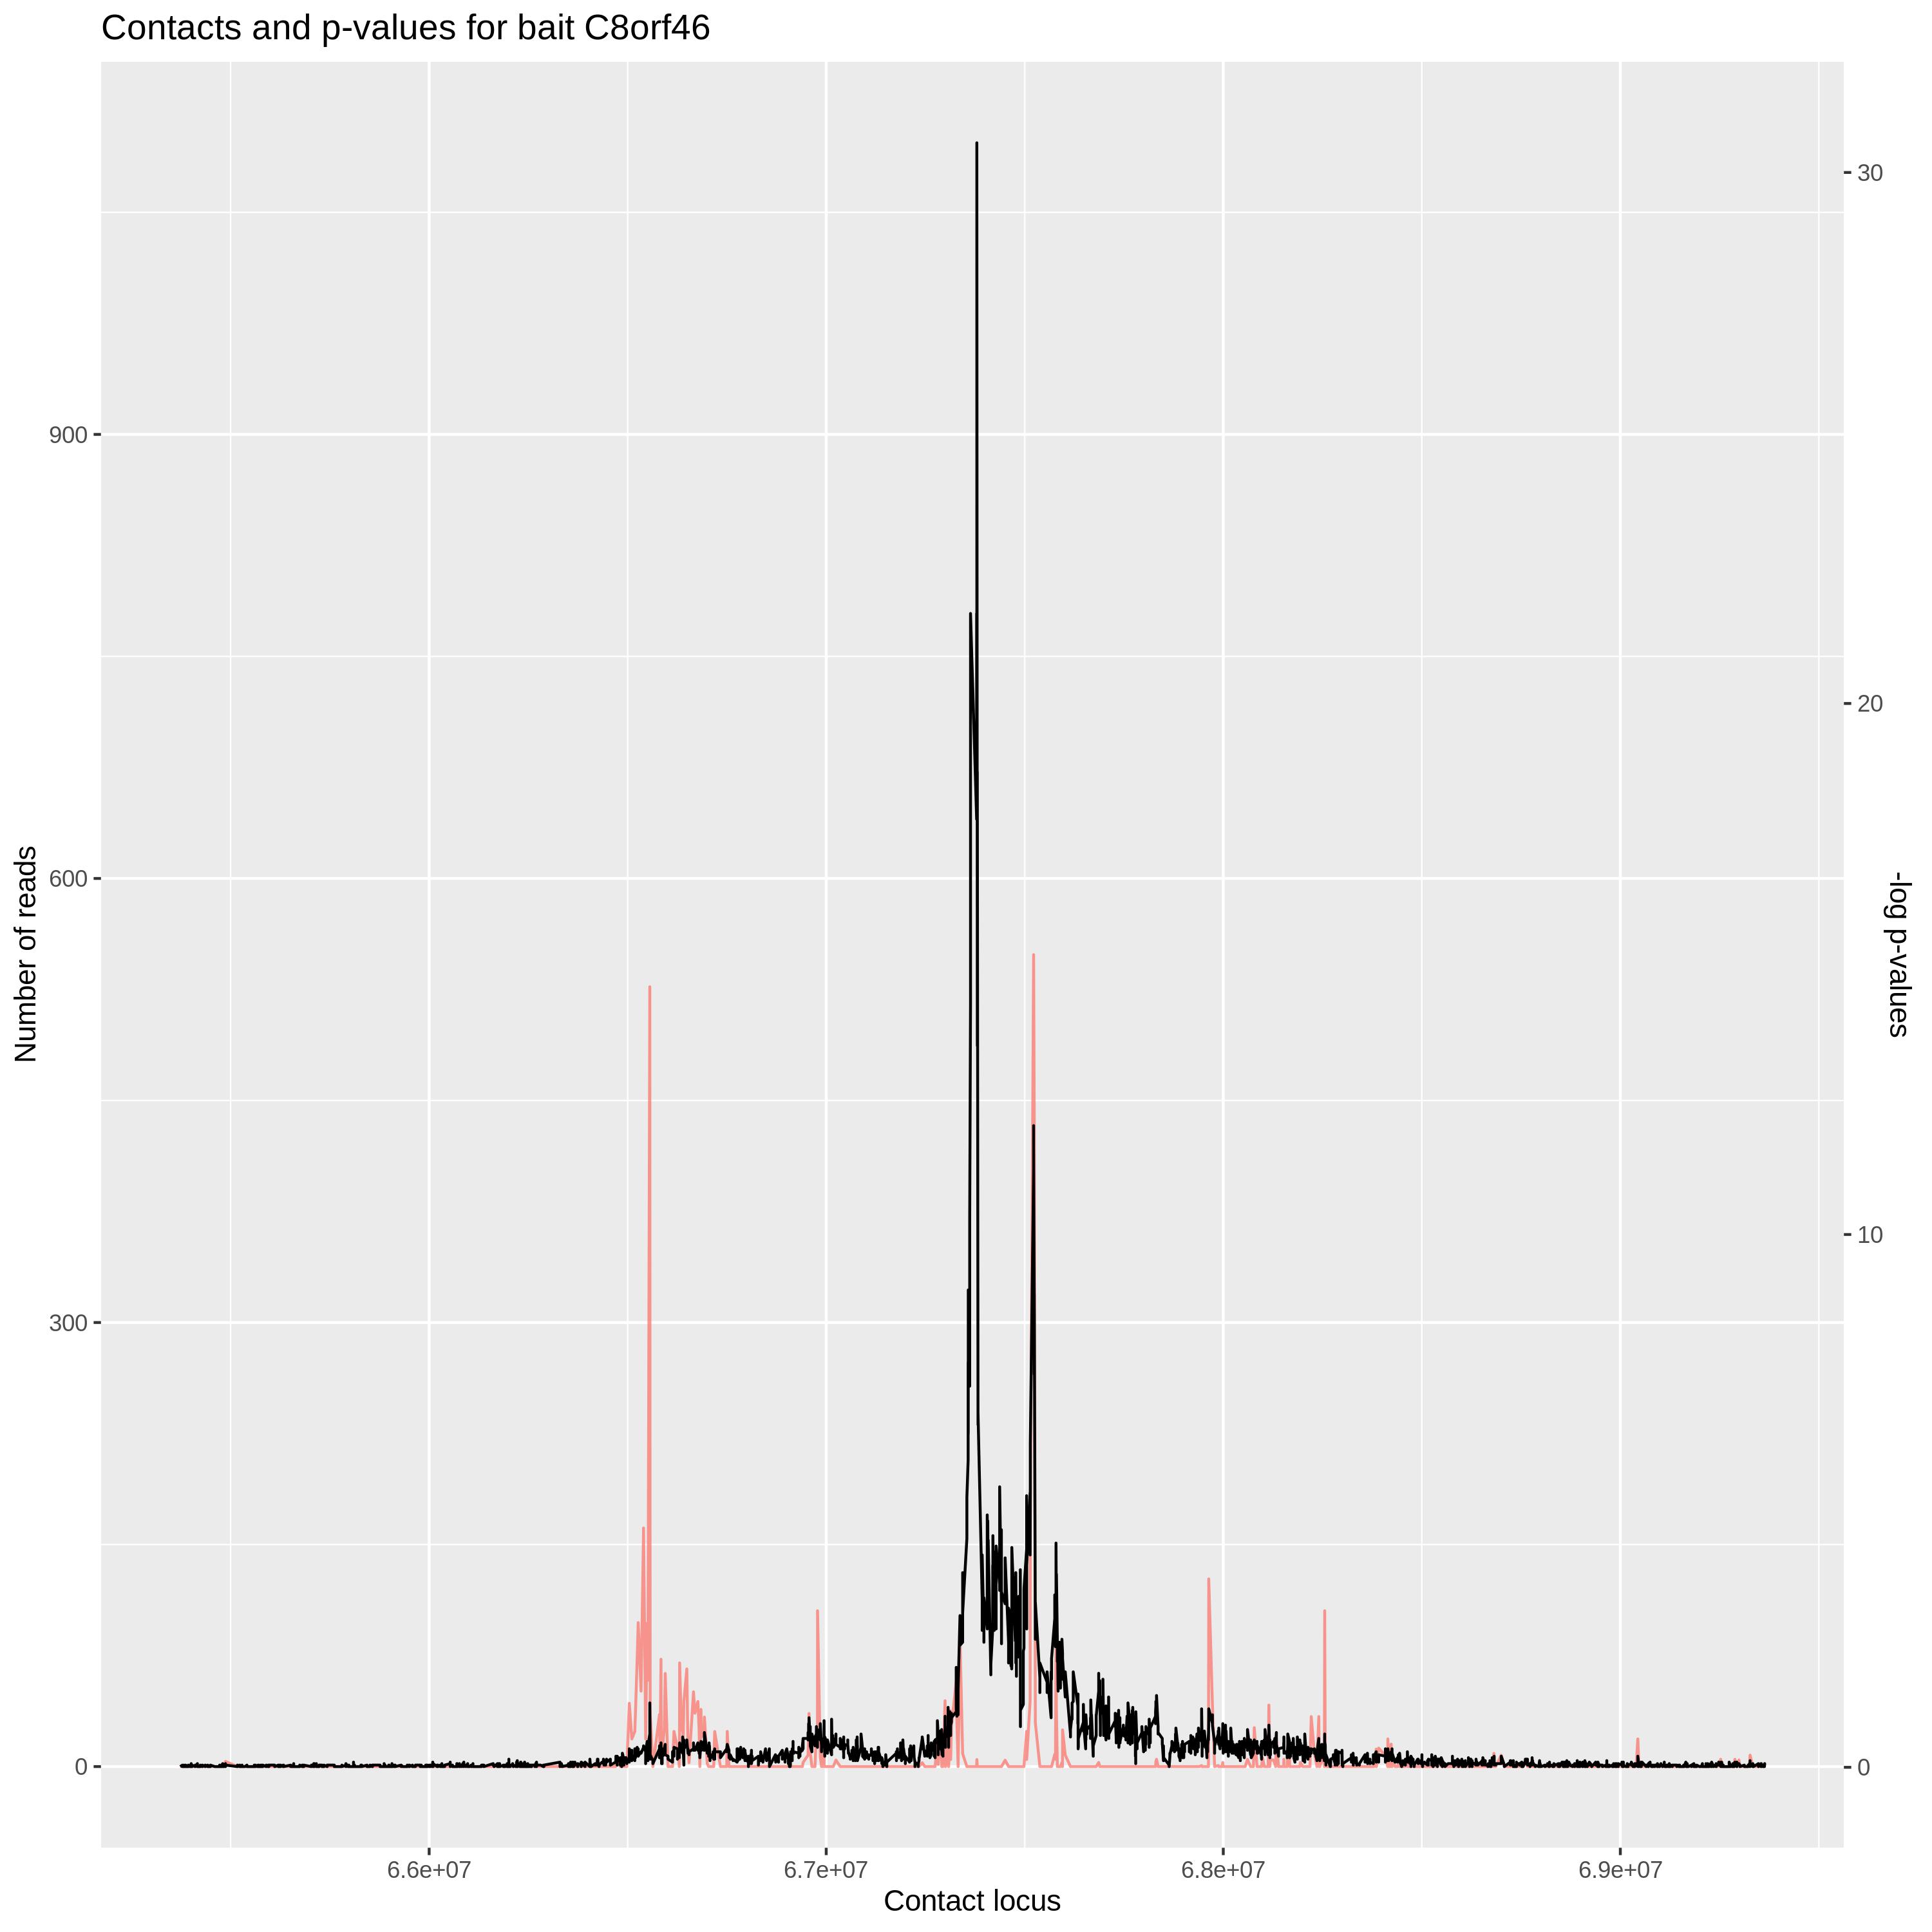 Contacts and p-values for bait C8orf46
900
600
300
0
30
20
10
0
Number of reads
-log p-values
6.6e+07
6.7e+07
6.8e+07
6.9e+07
Contact locus